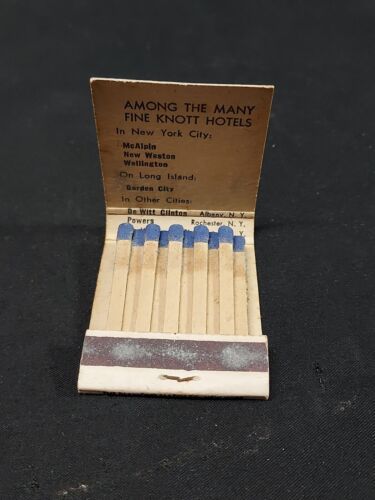 AMONG THE MANY
FINE KNOTT HOTELS
In New York City:
McAlpin
New Weston
Wellington
On Long Island:
Garden City
In Other Cities:
De Witt Clinton Albany, N. Y.
Powers Rochester, N. Y.
Y.